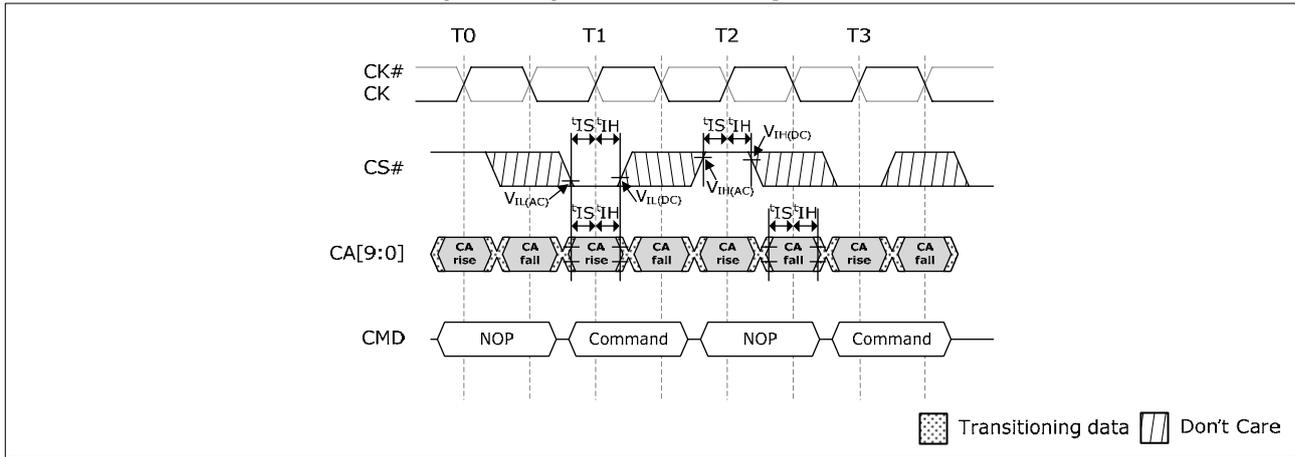 T0 T1 T2 T3
CK#
CK
tIS tIH tIS tIH VIH(DC)
CS#
VIL(AC) VIL(DC) VIH(AC)
tIS tIH tIS tIH
CA[9:0] CA rise CA fall CA rise CA fall CA rise CA fall CA rise CA fall
CMD NOP Command NOP Command
Transitioning data Don't Care